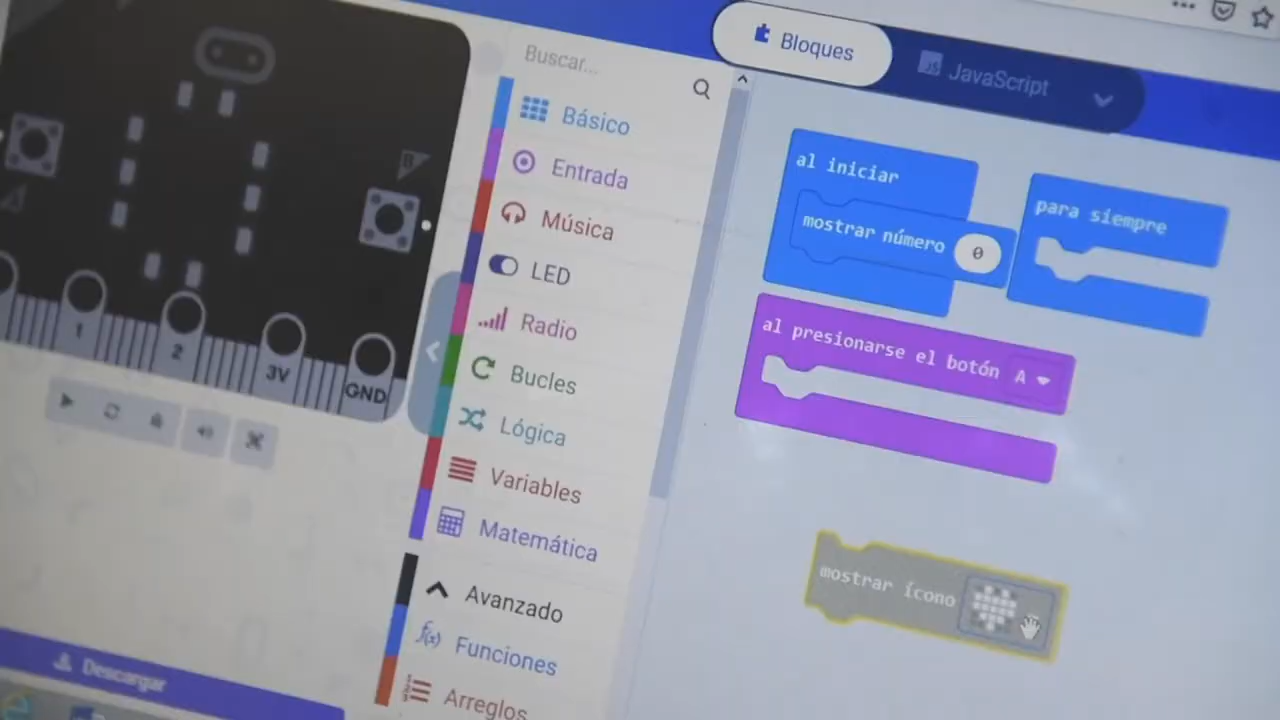 B
1
2
3V
GND
Descargar
Buscar...
Básico
Entrada
Música
LED
Radio
Bucles
Lógica
Variables
Matemática
Avanzado
Funciones
Arreglos
Bloques
JS JavaScript
al iniciar
mostrar número 0
para siempre
al presionarse el botón A
mostrar ícono